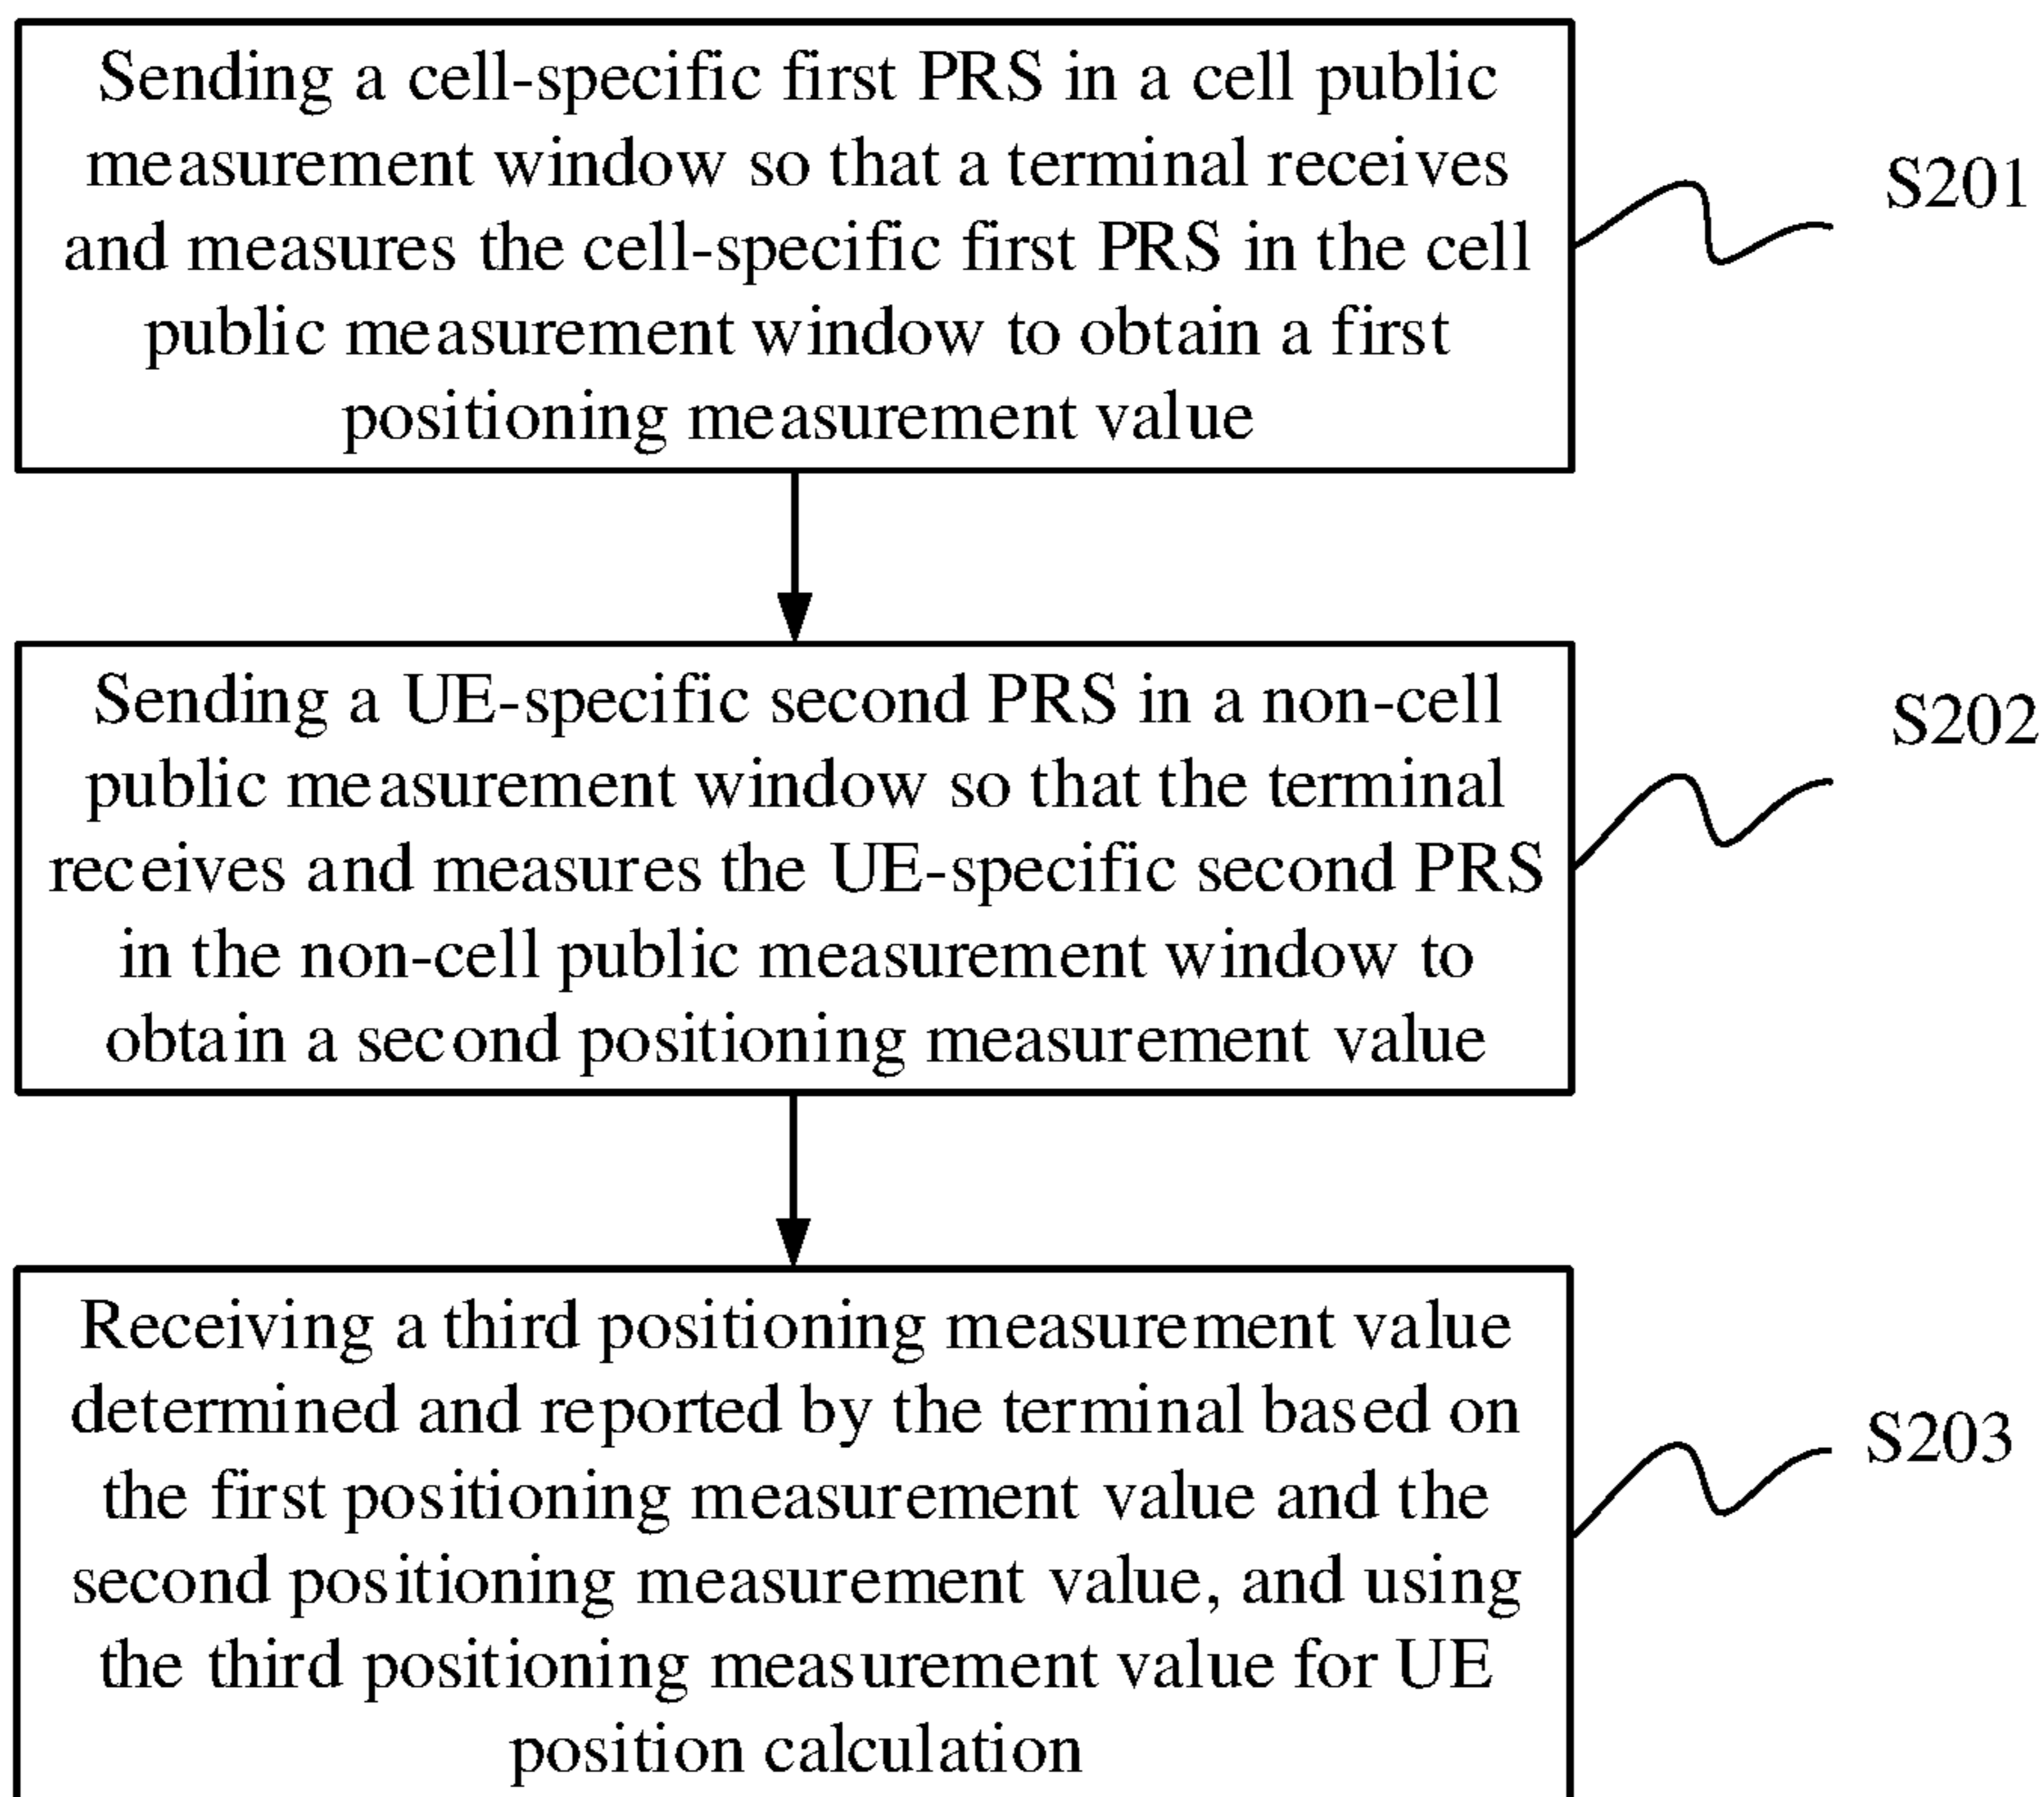 Sending a cell-specific first PRS in a cell public
measurement window so that a terminal receives
and measures the cell-specific first PRS in the cell
public measurement window to obtain a first
positioning measurement value
S201
Sending a UE-specific second PRS in a non-cell
public measurement window so that the terminal
receives and measures the UE-specific second PRS
in the non-cell public measurement window to
obtain a second positioning measurement value
S202
Receiving a third positioning measurement value
determined and reported by the terminal based on
the first positioning measurement value and the
second positioning measurement value, and using
the third positioning measurement value for UE
position calculation
S203